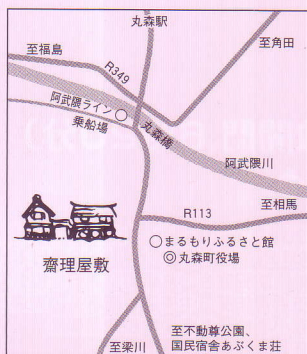 丸森駅
至角田
至福島
R349
阿武隈ライン
乗船場
丸森橋
阿武隈川
至相馬
R113
まるもりふるさと館
丸森町役場
齋理屋敷
至不動尊公園、
国民宿舎あぶくま荘
至梁川